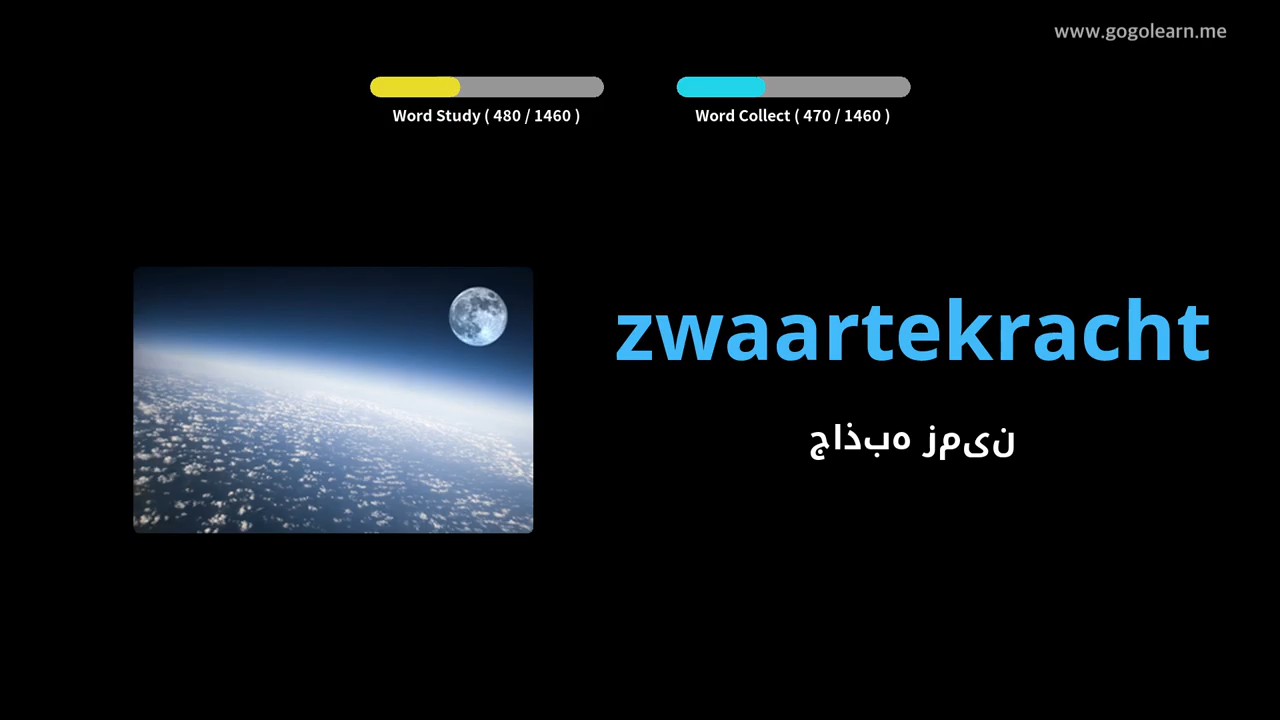 www.gogolearn.me
Word Study ( 480 / 1460 )
Word Collect ( 470 / 1460 )
zwaartekracht
جاذبه زمین